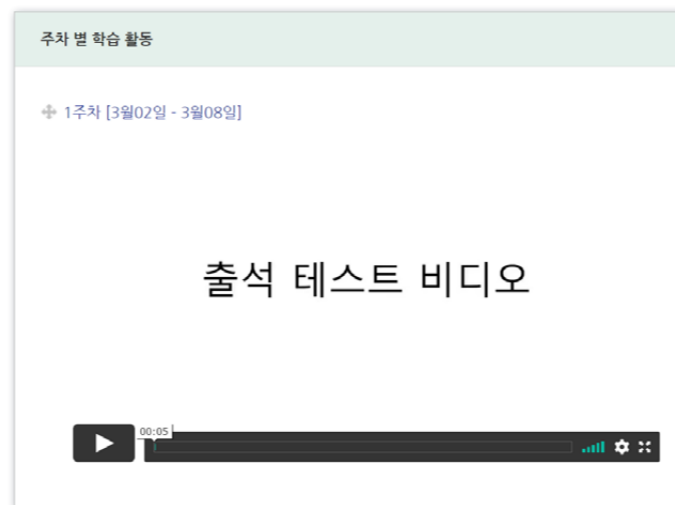 주차 별 학습 활동
1주차 [3월02일 - 3월08일]
출석 테스트 비디오
00:05